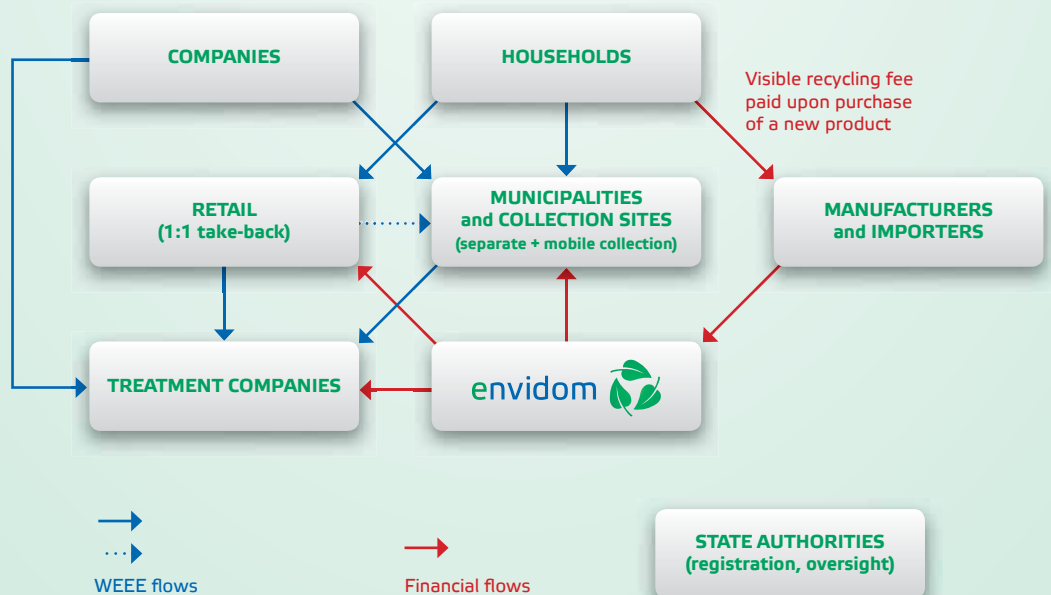 COMPANIES
HOUSEHOLDS
Visible recycling fee
paid upon purchase
of a new product
RETAIL
(1:1 take-back)
MUNICIPALITIES
and COLLECTION SITES
(separate + mobile collection)
MANUFACTURERS
and IMPORTERS
TREATMENT COMPANIES
envidom
WEEE flows
Financial flows
STATE AUTHORITIES
(registration, oversight)